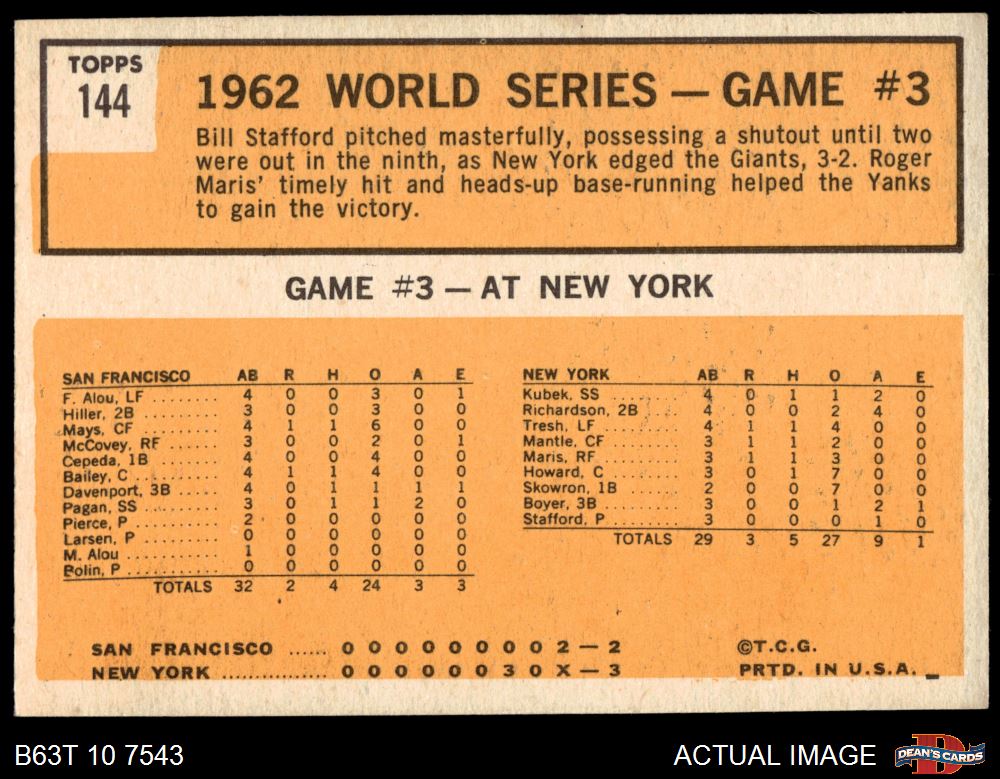 TOPPS
144
1962 WORLD SERIES — GAME #3
Bill Stafford pitched masterfully, possessing a shutout until two
were out in the ninth, as New York edged the Giants, 3-2. Roger
Maris' timely hit and heads-up base-running helped the Yanks
to gain the victory.
GAME #3 — AT NEW YORK
SAN FRANCISCO AB R H O A E
F. Alou, LF ......... 4 0 0 3 0 1
Hiller, 2B .......... 3 0 0 3 0 0
Mays, CF .......... 4 1 1 6 0 0
McCovey, RF ...... 3 0 0 2 0 1
Cepeda, 1B ........ 4 0 0 4 0 0
Bailey, C .......... 4 1 1 4 0 0
Davenport, 3B ..... 4 0 1 1 1 1
Pagan, SS ......... 3 0 1 1 2 0
Pierce, P .......... 2 0 0 0 0 0
Larsen, P .......... 0 0 0 0 0 0
M. Alou ............ 1 0 0 0 0 0
Bolin, P ........... 0 0 0 0 0 0
TOTALS 32 2 4 24 3 3
NEW YORK AB R H O A E
Kubek, SS ......... 4 0 1 1 2 0
Richardson, 2B .... 4 0 0 2 4 0
Tresh, LF .......... 4 1 1 4 0 0
Mantle, CF ........ 3 1 1 2 0 0
Maris, RF .......... 3 1 1 3 0 0
Howard, C ......... 3 0 1 7 0 0
Skowron, 1B ....... 2 0 0 7 0 0
Boyer, 3B .......... 3 0 0 1 2 1
Stafford, P ........ 3 0 0 0 1 0
TOTALS 29 3 5 27 9 1
SAN FRANCISCO ...... 0 0 0 0 0 0 0 0 2 — 2
NEW YORK ............... 0 0 0 0 0 0 3 0 X — 3
©T.C.G.
PRTD. IN U.S.A.
B63T 10 7543
ACTUAL IMAGE
DEAN'S CARDS